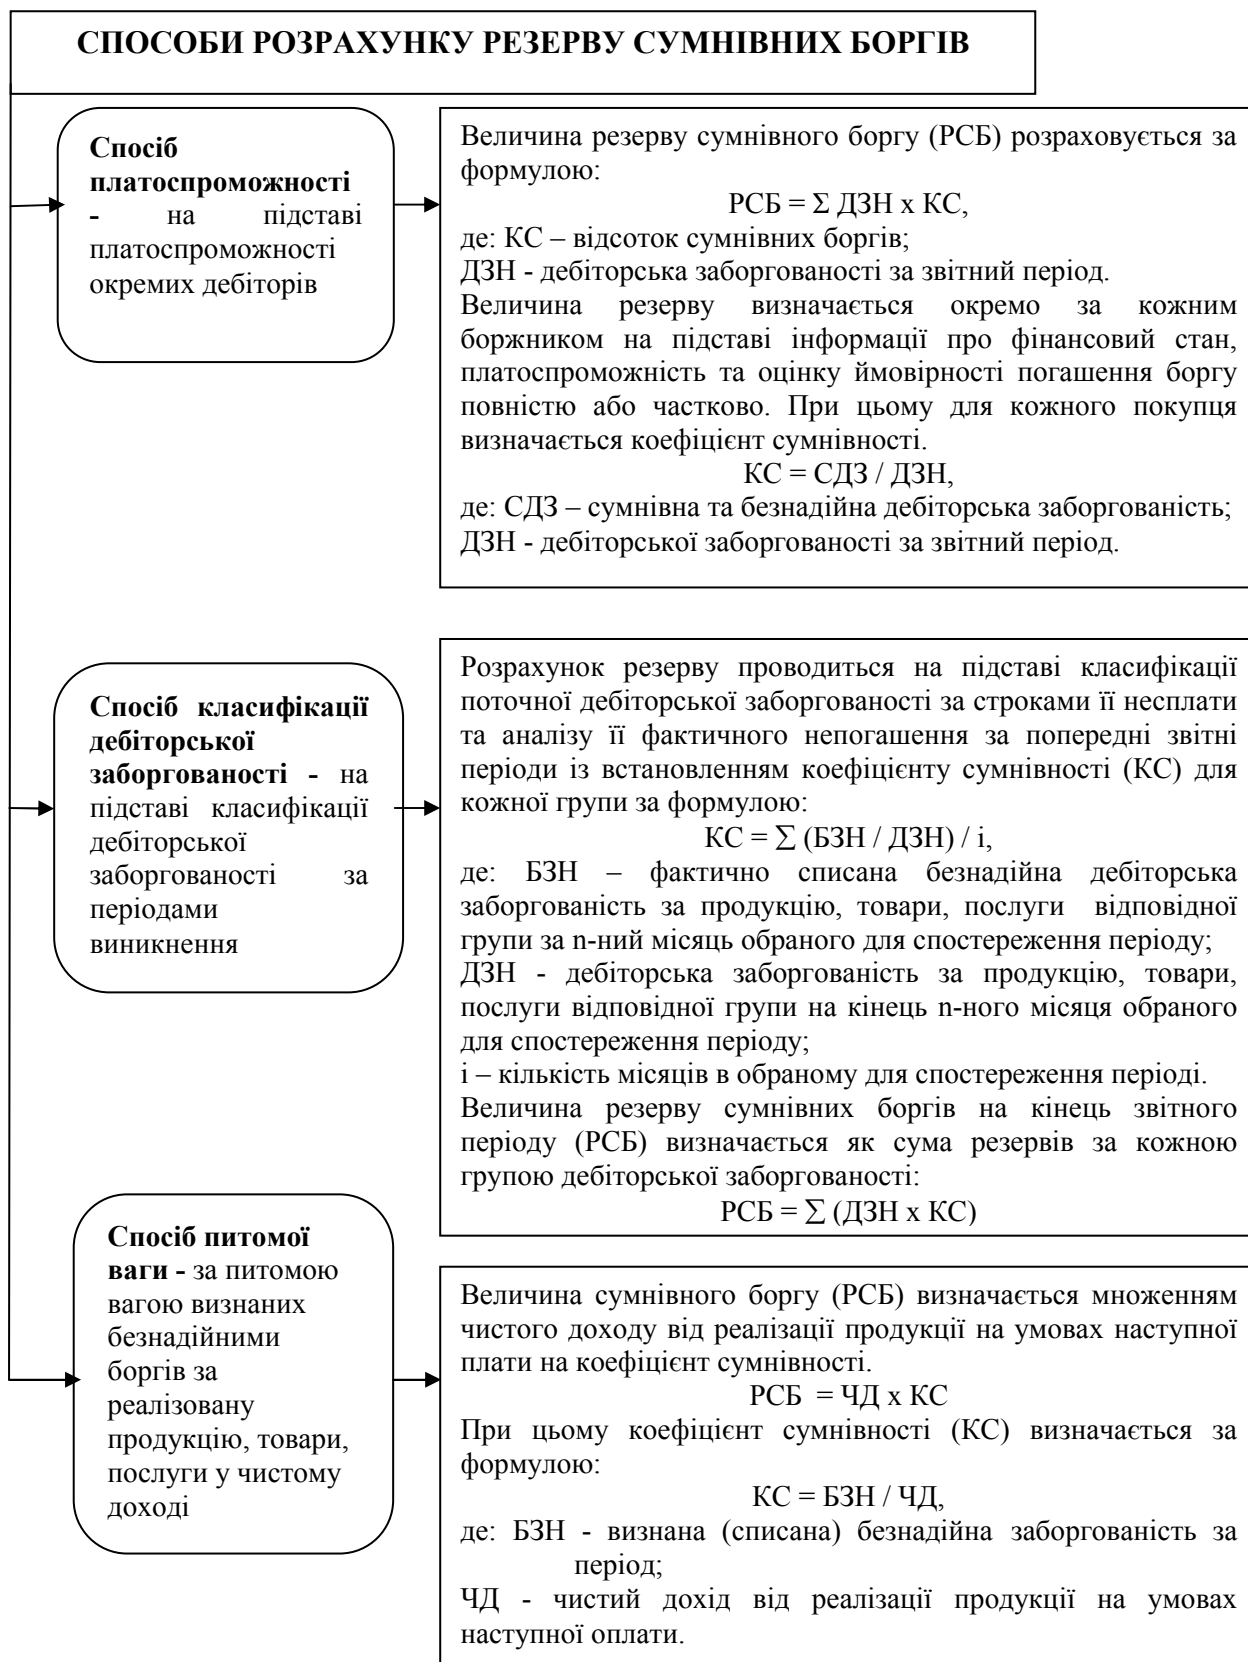 СПОСОБИ РОЗРАХУНКУ РЕЗЕРВУ СУМНІВНИХ БОРГІВ
Спосіб
платоспроможності
- на підставі
платоспроможності
окремих дебіторів
Величина резерву сумнівного боргу (РСБ) розраховується за
формулою:
РСБ = Σ ДЗН х КС,
де: КС – відсоток сумнівних боргів;
ДЗН - дебіторська заборгованості за звітний період.
Величина резерву визначається окремо за кожним
боржником на підставі інформації про фінансовий стан,
платоспроможність та оцінку ймовірності погашення боргу
повністю або частково. При цьому для кожного покупця
визначається коефіцієнт сумнівності.
КС = СДЗ / ДЗН,
де: СДЗ – сумнівна та безнадійна дебіторська заборгованість;
ДЗН - дебіторської заборгованості за звітний період.
Спосіб класифікації
дебіторської
заборгованості - на
підставі класифікації
дебіторської
заборгованості за
періодами
виникнення
Розрахунок резерву проводиться на підставі класифікації
поточної дебіторської заборгованості за строками її несплати
та аналізу її фактичного непогашення за попередні звітні
періоди із встановленням коефіцієнту сумнівності (КС) для
кожної групи за формулою:
КС = ∑ (БЗН / ДЗН) / і,
де: БЗН – фактично списана безнадійна дебіторська
заборгованість за продукцію, товари, послуги відповідної
групи за n-ний місяць обраного для спостереження періоду;
ДЗН - дебіторська заборгованість за продукцію, товари,
послуги відповідної групи на кінець n-ного місяця обраного
для спостереження періоду;
і – кількість місяців в обраному для спостереження періоді.
Величина резерву сумнівних боргів на кінець звітного
періоду (РСБ) визначається як сума резервів за кожною
групою дебіторської заборгованості:
РСБ = ∑ (ДЗН х КС)
Спосіб питомої
ваги - за питомою
вагою визнаних
безнадійними
боргів за
реалізовану
продукцію, товари,
послуги у чистому
доході
Величина сумнівного боргу (РСБ) визначається множенням
чистого доходу від реалізації продукції на умовах наступної
плати на коефіцієнт сумнівності.
РСБ = ЧД х КС
При цьому коефіцієнт сумнівності (КС) визначається за
формулою:
КС = БЗН / ЧД,
де: БЗН - визнана (списана) безнадійна заборгованість за
період;
ЧД - чистий дохід від реалізації продукції на умовах
наступної оплати.